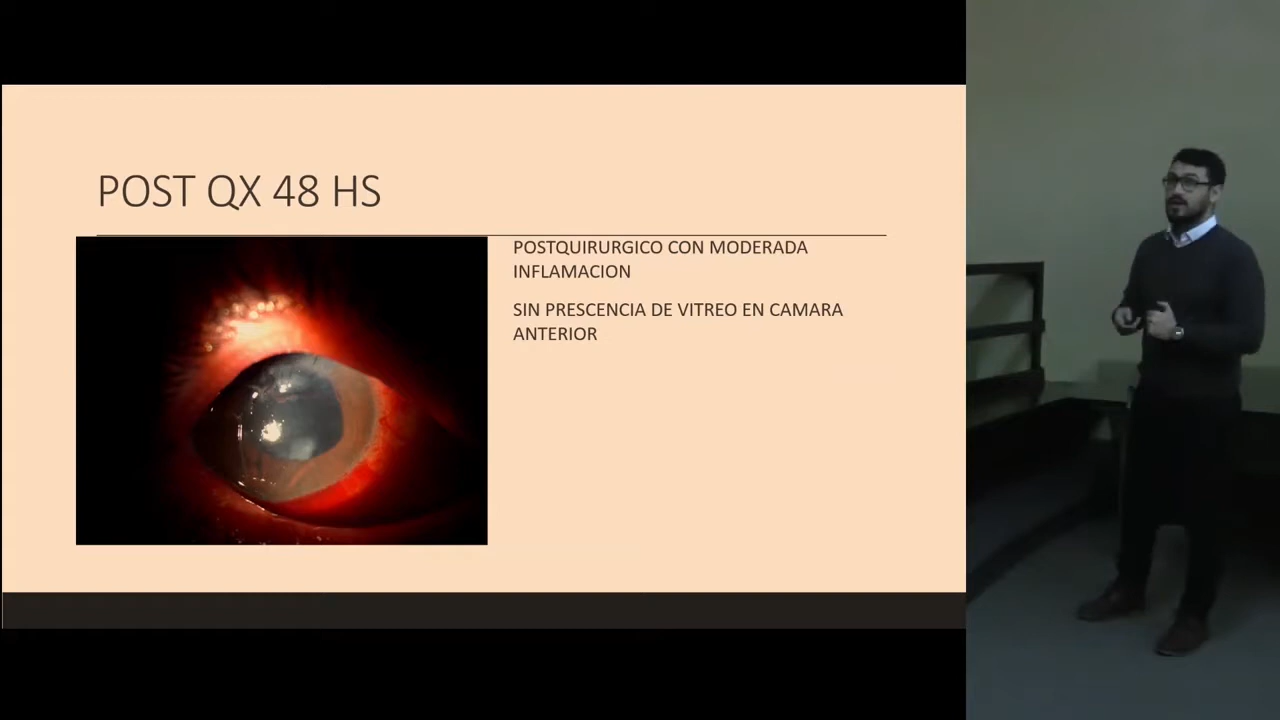 POST QX 48 HS
POSTQUIRURGICO CON MODERADA
INFLAMACION
SIN PRESCENCIA DE VITREO EN CAMARA
ANTERIOR